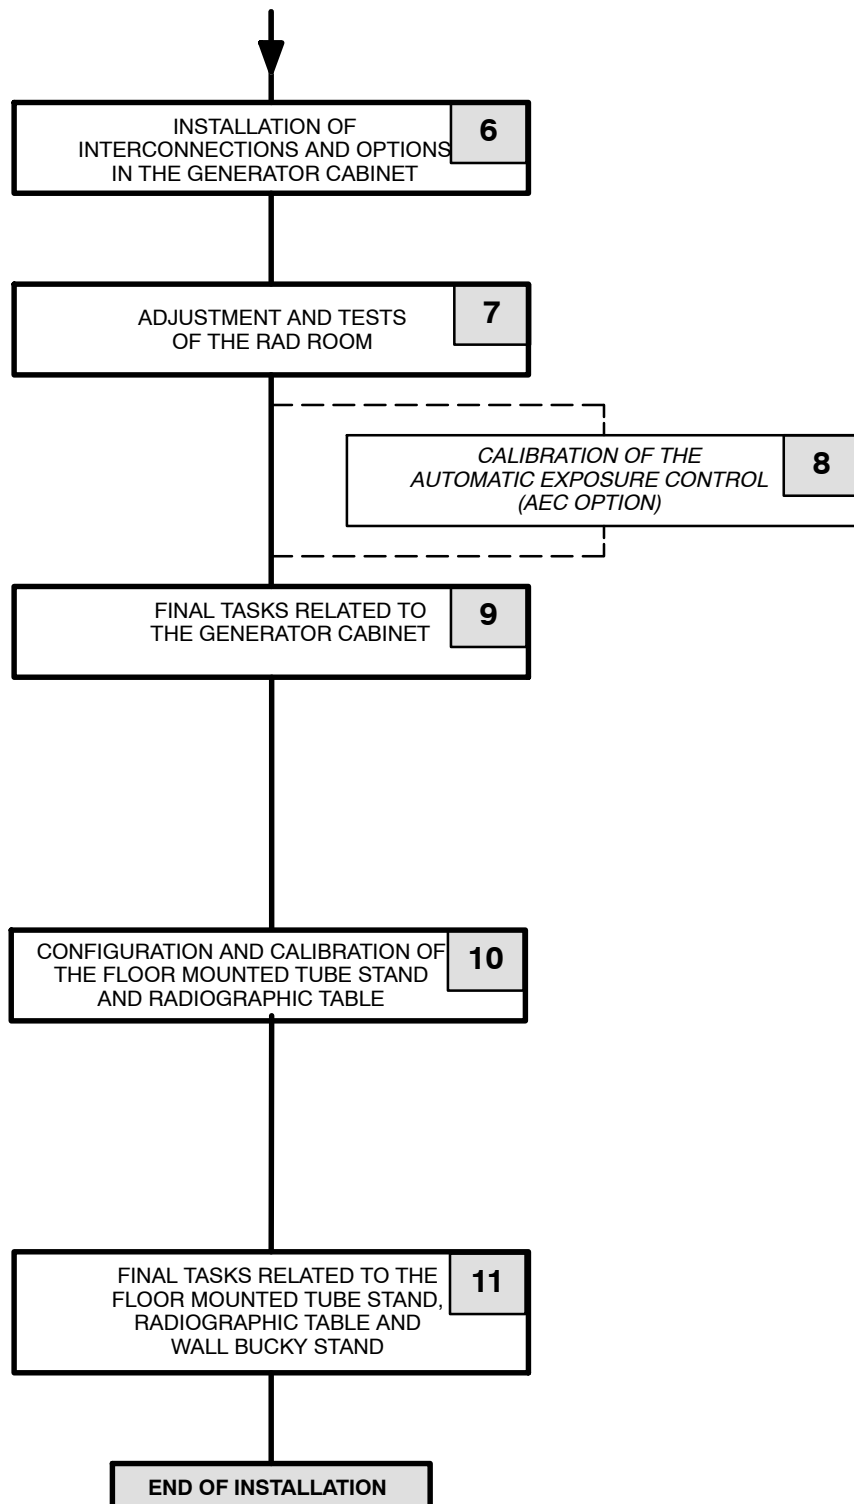 INSTALLATION OF
INTERCONNECTIONS AND OPTIONS
IN THE GENERATOR CABINET
6
ADJUSTMENT AND TESTS
OF THE RAD ROOM
7
CALIBRATION OF THE
AUTOMATIC EXPOSURE CONTROL
(AEC OPTION)
8
FINAL TASKS RELATED TO
THE GENERATOR CABINET
9
CONFIGURATION AND CALIBRATION OF
THE FLOOR MOUNTED TUBE STAND
AND RADIOGRAPHIC TABLE
10
FINAL TASKS RELATED TO THE
FLOOR MOUNTED TUBE STAND,
RADIOGRAPHIC TABLE AND
WALL BUCKY STAND
11
END OF INSTALLATION